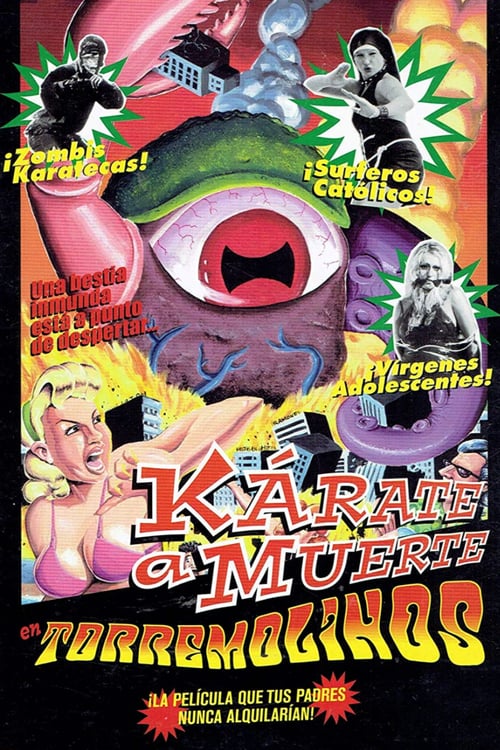 ¡Zombis
Karatecas!
¡Surferos
Católicos!
Una bestia
inmunda
está a punto
de despertar...
¡Vírgenes
Adolescentes!
KÁRATE
a MUERTE
en TORREMOLINOS
¡LA PELÍCULA QUE TUS PADRES
NUNCA ALQUILARÍAN!